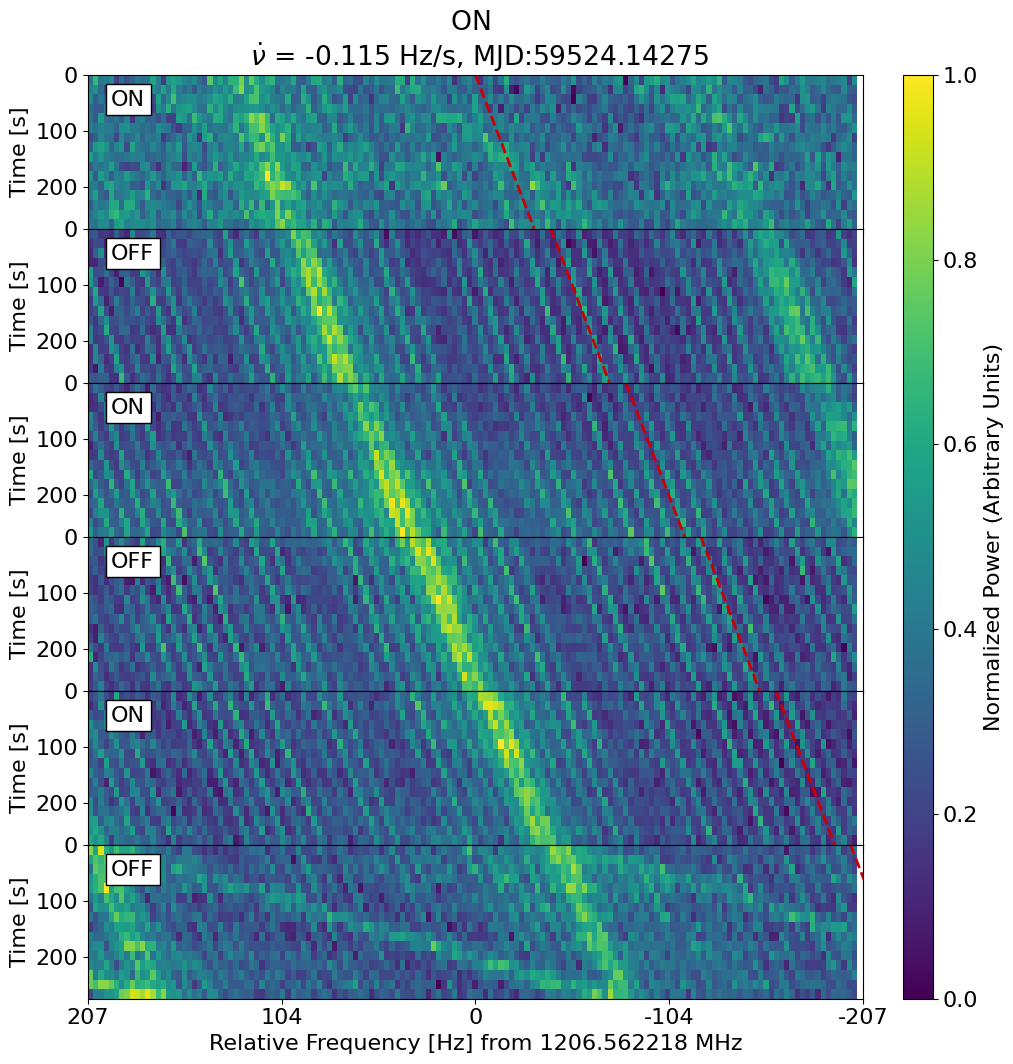 ON
ν̇ = -0.115 Hz/s, MJD:59524.14275
ON
OFF
ON
OFF
ON
OFF
Time [s]
0
100
200
Time [s]
0
100
200
Time [s]
0
100
200
Time [s]
0
100
200
Time [s]
0
100
200
Time [s]
0
100
200
207
104
0
-104
-207
Relative Frequency [Hz] from 1206.562218 MHz
1.0
0.8
0.6
0.4
0.2
0.0
Normalized Power (Arbitrary Units)